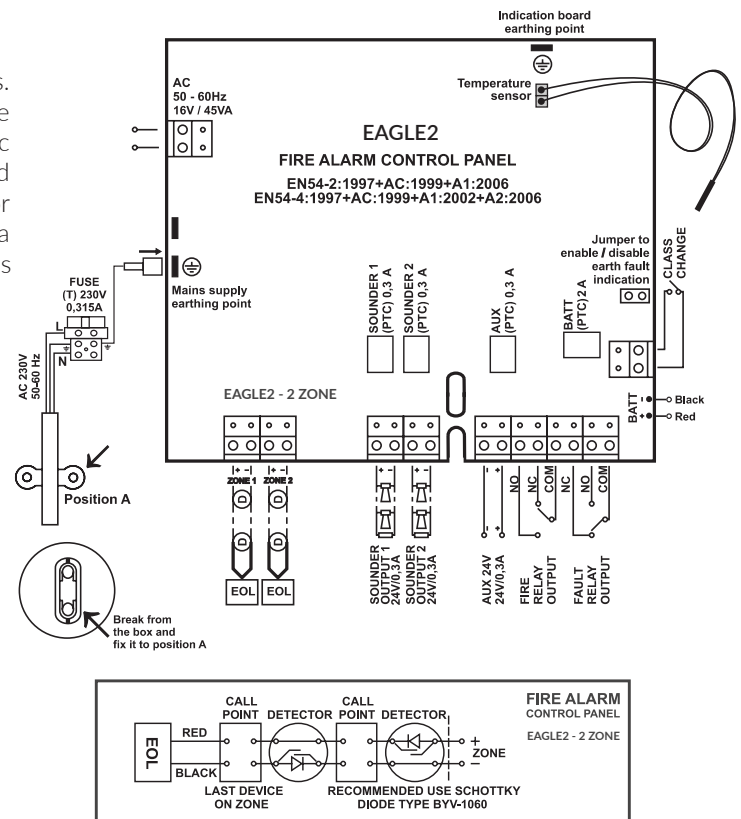 Indication board
earthing point
s.
e
c
d
er
a
s
AC
50 - 60Hz
16V / 45VA
Temperature
sensor
EAGLE2
FIRE ALARM CONTROL PANEL
EN54-2:1997+AC:1999+A1:2006
EN54-4:1997+AC:1999+A1:2002+A2:2006
Mains supply
earthing point
FUSE
(T) 230V
0,315A
L
N
AC 230V
50-60 Hz
Position A
Break from
the box and
fix it to position A
SOUNDER 1
(PTC) 0,3 A
SOUNDER 2
(PTC) 0,3 A
AUX
(PTC) 0,3 A
BATT
(PTC) 2 A
Jumper to
enable / disable
earth fault
indication
CLASS
CHANGE
BATT
- Black
+ Red
EAGLE2 - 2 ZONE
+ - + -
ZONE 1 ZONE 2
D D
D D
EOL EOL
+ - + -
SOUNDER
OUTPUT 1
24V/0,3A
SOUNDER
OUTPUT 2
24V/0,3A
- +
- +
AUX 24V
24V/0,3A
NO NC COM NC NO COM
FIRE
RELAY
OUTPUT
FAULT
RELAY
OUTPUT
FIRE ALARM
CONTROL PANEL
EAGLE2 - 2 ZONE
EOL
RED
BLACK
CALL
POINT
DETECTOR
CALL
POINT
DETECTOR
+
ZONE
-
LAST DEVICE
ON ZONE
RECOMMENDED USE SCHOTTKY
DIODE TYPE BYV-1060